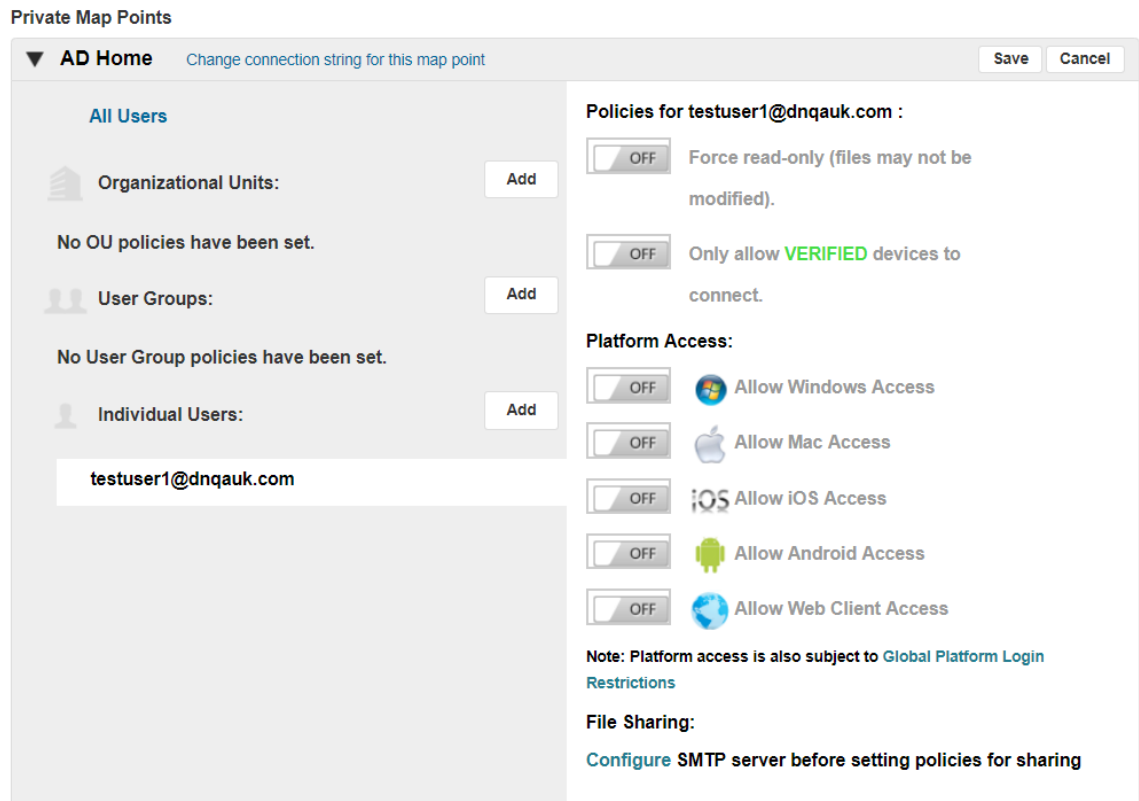 Private Map Points
AD Home Change connection string for this map point Save Cancel
All Users
Organizational Units: Add
No OU policies have been set.
User Groups: Add
No User Group policies have been set.
Individual Users: Add
testuser1@dnqauk.com
Policies for testuser1@dnqauk.com :
OFF Force read-only (files may not be
modified).
OFF Only allow VERIFIED devices to
connect.
Platform Access:
OFF Allow Windows Access
OFF Allow Mac Access
OFF iOS Allow iOS Access
OFF Allow Android Access
OFF Allow Web Client Access
Note: Platform access is also subject to Global Platform Login
Restrictions
File Sharing:
Configure SMTP server before setting policies for sharing